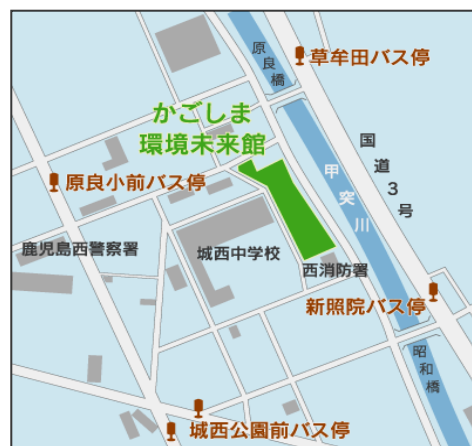 原良橋
草牟田バス停
かごしま
環境未来館
国道3号
甲突川
原良小前バス停
鹿児島西警察署
城西中学校
西消防署
新照院バス停
昭和橋
城西公園前バス停